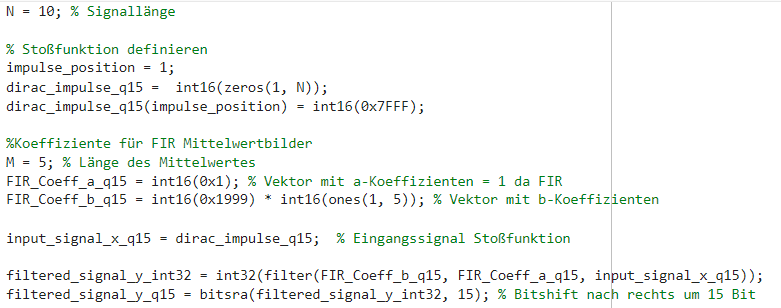 N = 10; % Signallänge
% Stoßfunktion definieren
impulse_position = 1;
dirac_impulse_q15 =  int16(zeros(1, N));
dirac_impulse_q15(impulse_position) = int16(0x7FFF);
%Koeffiziente für FIR Mittelwertbilder
M = 5; % Länge des Mittelwertes
FIR_Coeff_a_q15 = int16(0x1); % Vektor mit a-Koeffizienten = 1 da FIR
FIR_Coeff_b_q15 = int16(0x1999) * int16(ones(1, 5)); % Vektor mit b-Koeffizienten
input_signal_x_q15 = dirac_impulse_q15;  % Eingangssignal Stoßfunktion
filtered_signal_y_int32 = int32(filter(FIR_Coeff_b_q15, FIR_Coeff_a_q15, input_signal_x_q15));
filtered_signal_y_q15 = bitsra(filtered_signal_y_int32, 15); % Bitshift nach rechts um 15 Bit